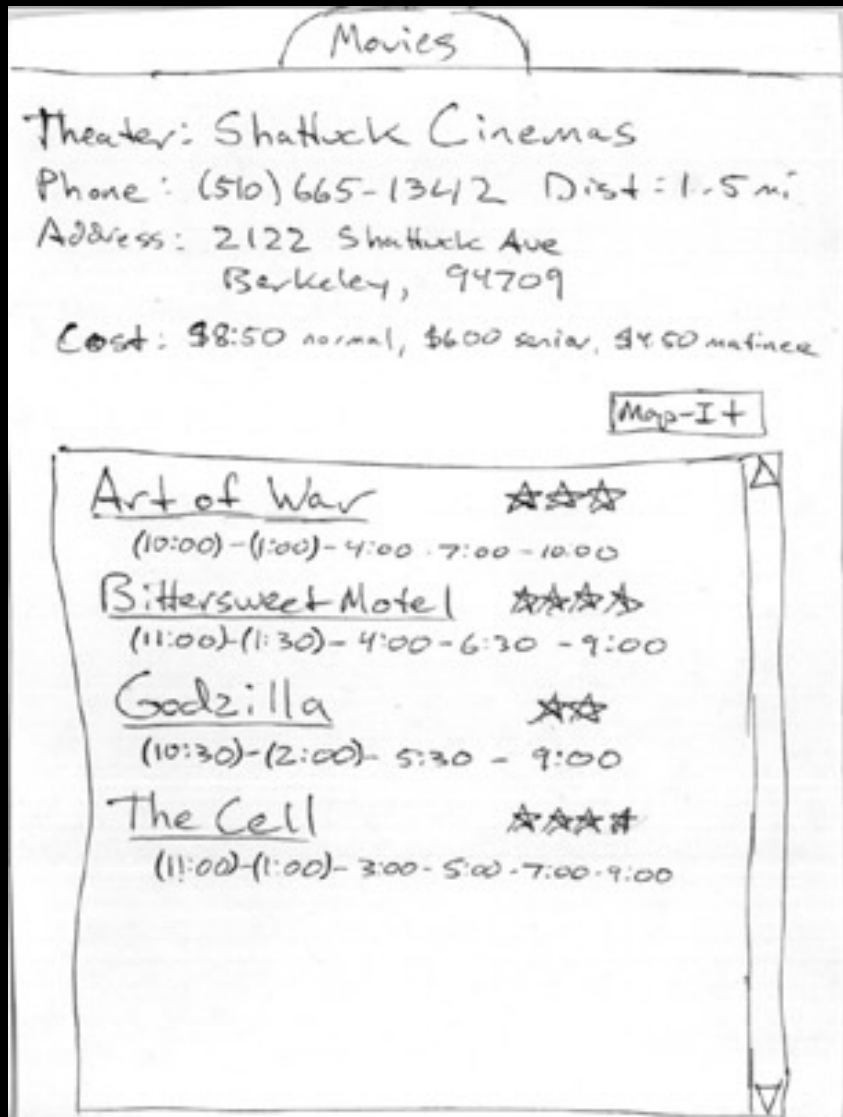 Movies
Theater: Shattuck Cinemas
Phone: (510) 665-1342 Dist: 1.5 mi
Address: 2122 Shattuck Ave
Berkeley, 94709
Cost: $8:50 normal, $6.00 senior, $4.50 matinee
Map-It
Art of War
(10:00)-(1:00)-4:00-7:00-10:00
Bittersweet Motel
(11:00)-(1:30)-4:00-6:30-9:00
Godzilla
(10:30)-(2:00)-5:30-9:00
The Cell
(11:00)-(1:00)-3:00-5:00-7:00-9:00